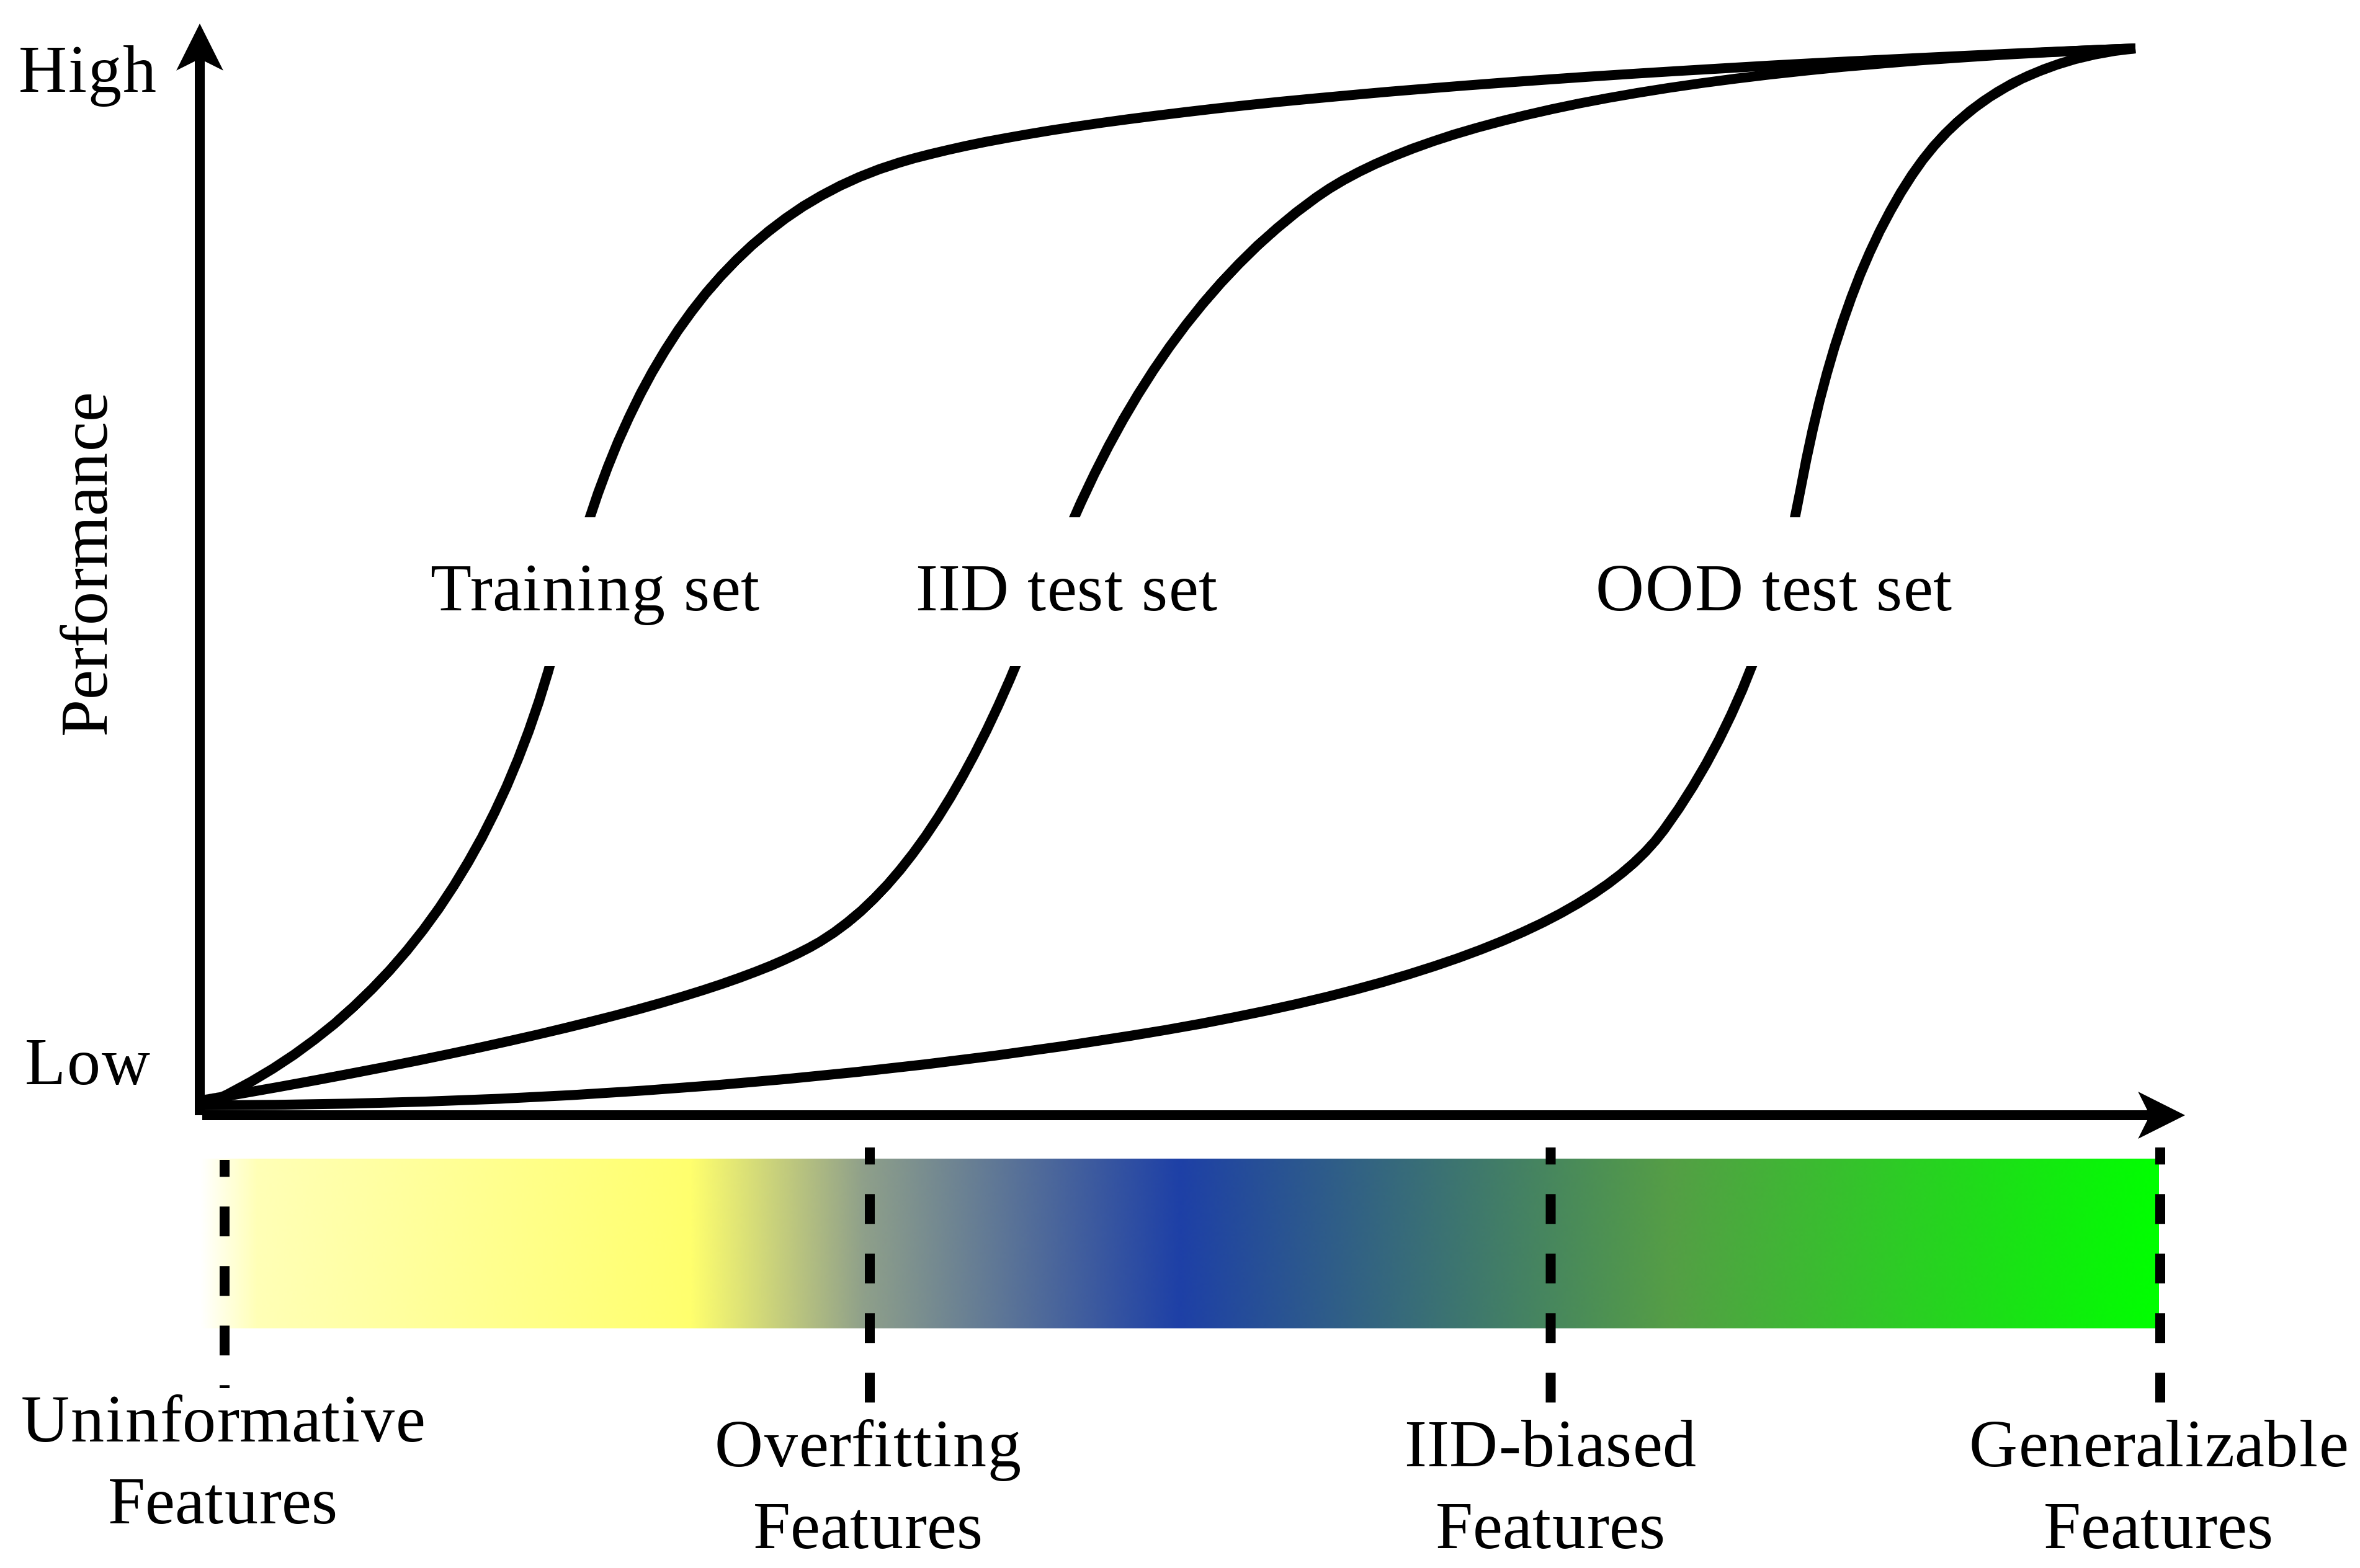 High
Performance
Training set
IID test set
OOD test set
Low
Uninformative
Features
Overfitting
Features
IID-biased
Features
Generalizable
Features